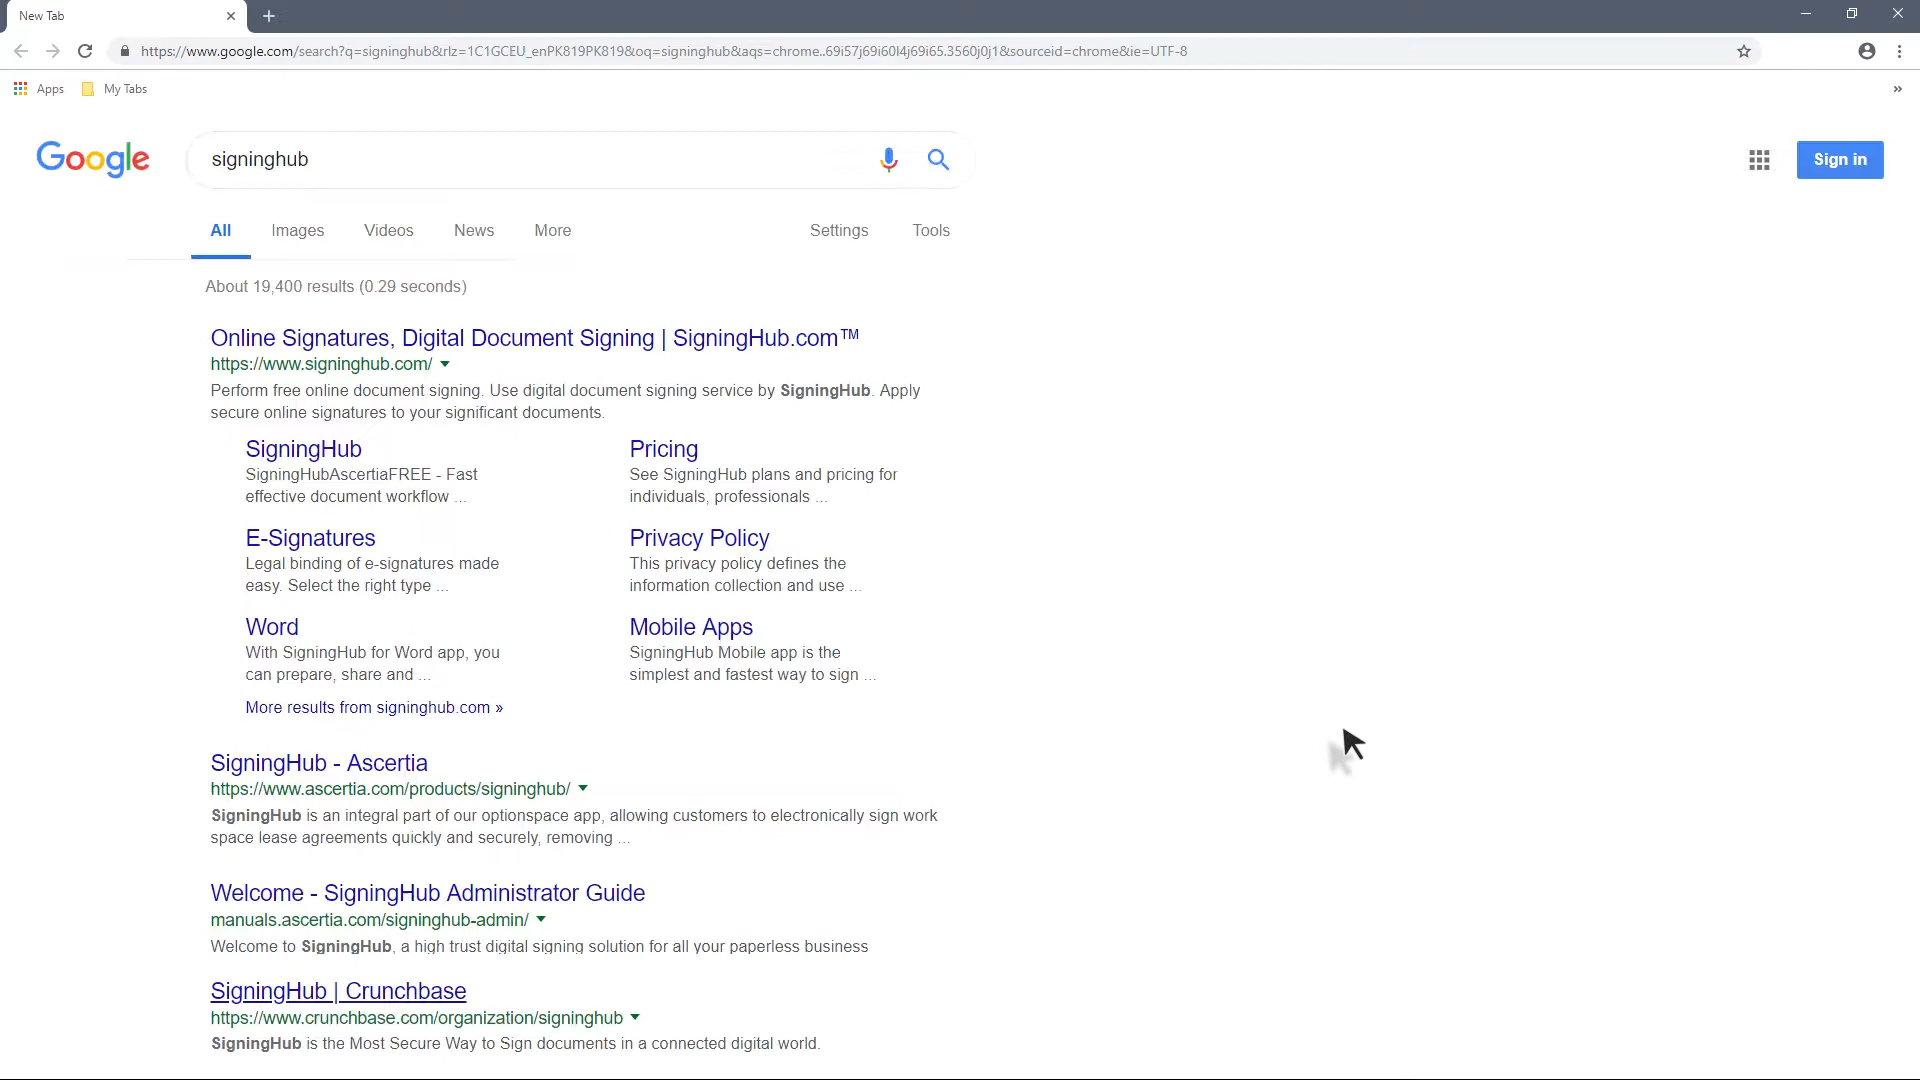 New Tab
https://www.google.com/search?q=signinghub&rlz=1C1GCEU_enPK819PK819&oq=signinghub&aqs=chrome..69i57j69i60l4j69i65.3560j0j1&sourceid=chrome&ie=UTF-8
Apps My Tabs »
Google signinghub Sign in
All Images Videos News More Settings Tools
About 19,400 results (0.29 seconds)
Online Signatures, Digital Document Signing | SigningHub.com™
https://www.signinghub.com/
Perform free online document signing. Use digital document signing service by SigningHub. Apply
secure online signatures to your significant documents.
SigningHub
SigningHubAscertiaFREE - Fast
effective document workflow ...
Pricing
See SigningHub plans and pricing for
individuals, professionals ...
E-Signatures
Legal binding of e-signatures made
easy. Select the right type ...
Privacy Policy
This privacy policy defines the
information collection and use ...
Word
With SigningHub for Word app, you
can prepare, share and ...
Mobile Apps
SigningHub Mobile app is the
simplest and fastest way to sign ...
More results from signinghub.com »
SigningHub - Ascertia
https://www.ascertia.com/products/signinghub/
SigningHub is an integral part of our optionspace app, allowing customers to electronically sign work
space lease agreements quickly and securely, removing ...
Welcome - SigningHub Administrator Guide
manuals.ascertia.com/signinghub-admin/
Welcome to SigningHub, a high trust digital signing solution for all your paperless business
SigningHub | Crunchbase
https://www.crunchbase.com/organization/signinghub
SigningHub is the Most Secure Way to Sign documents in a connected digital world.